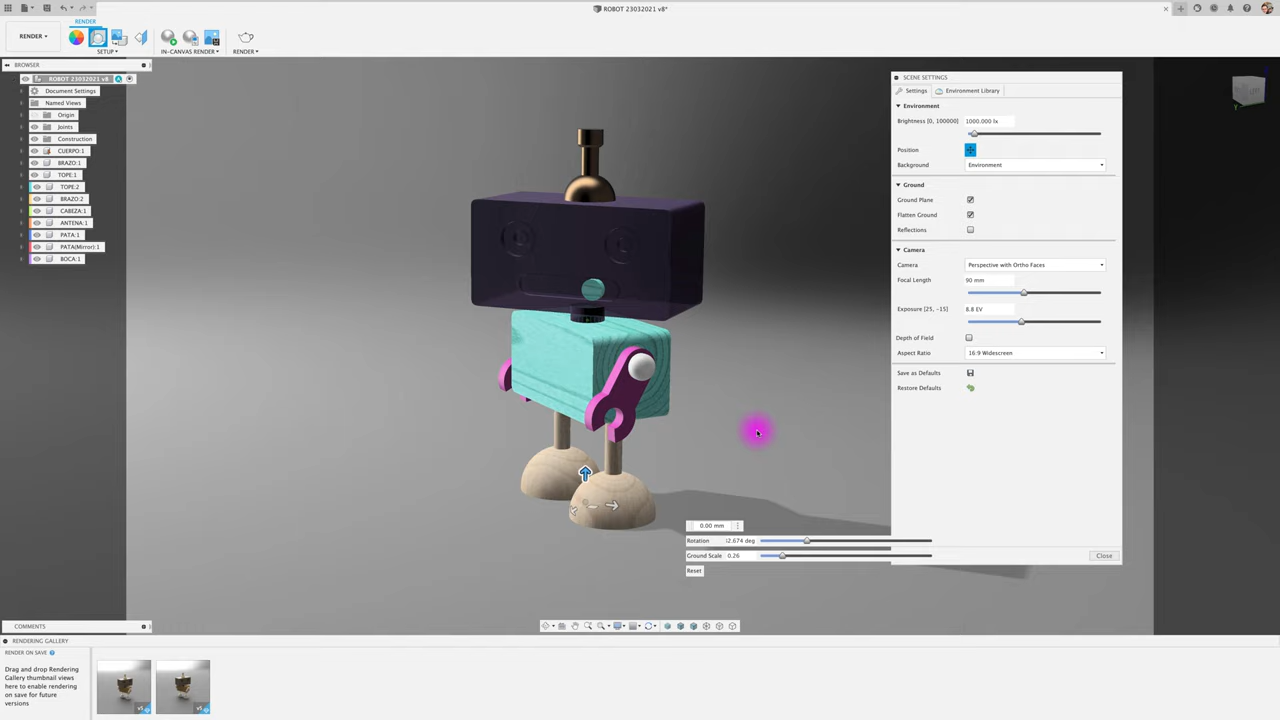 ROBOT 23032021 v8*
RENDER
RENDER
SETUP
IN-CANVAS RENDER
RENDER
BROWSER
ROBOT 23032021 v8
Document Settings
Named Views
Origin
Joints
Construction
CUERPO:1
BRAZO:1
TOPE:1
TOPE:2
BRAZO:2
CABEZA:1
ANTENA:1
PATA:1
PATA(Mirror):1
BOCA:1
SCENE SETTINGS
Settings
Environment Library
Environment
Brightness [0, 100000]
1000.000 lx
Position
Background
Environment
Ground
Ground Plane
Flatten Ground
Reflections
Camera
Camera
Perspective with Ortho Faces
Focal Length
90 mm
Exposure [25, -15]
8.8 EV
Depth of Field
Aspect Ratio
16:9 Widescreen
Save as Defaults
Restore Defaults
Close
0.00 mm
Rotation
2.674 deg
Ground Scale
0.26
Reset
COMMENTS
RENDERING GALLERY
RENDER ON SAVE
Drag and drop Rendering
Gallery thumbnail views
here to enable rendering
on save for future
versions
v5